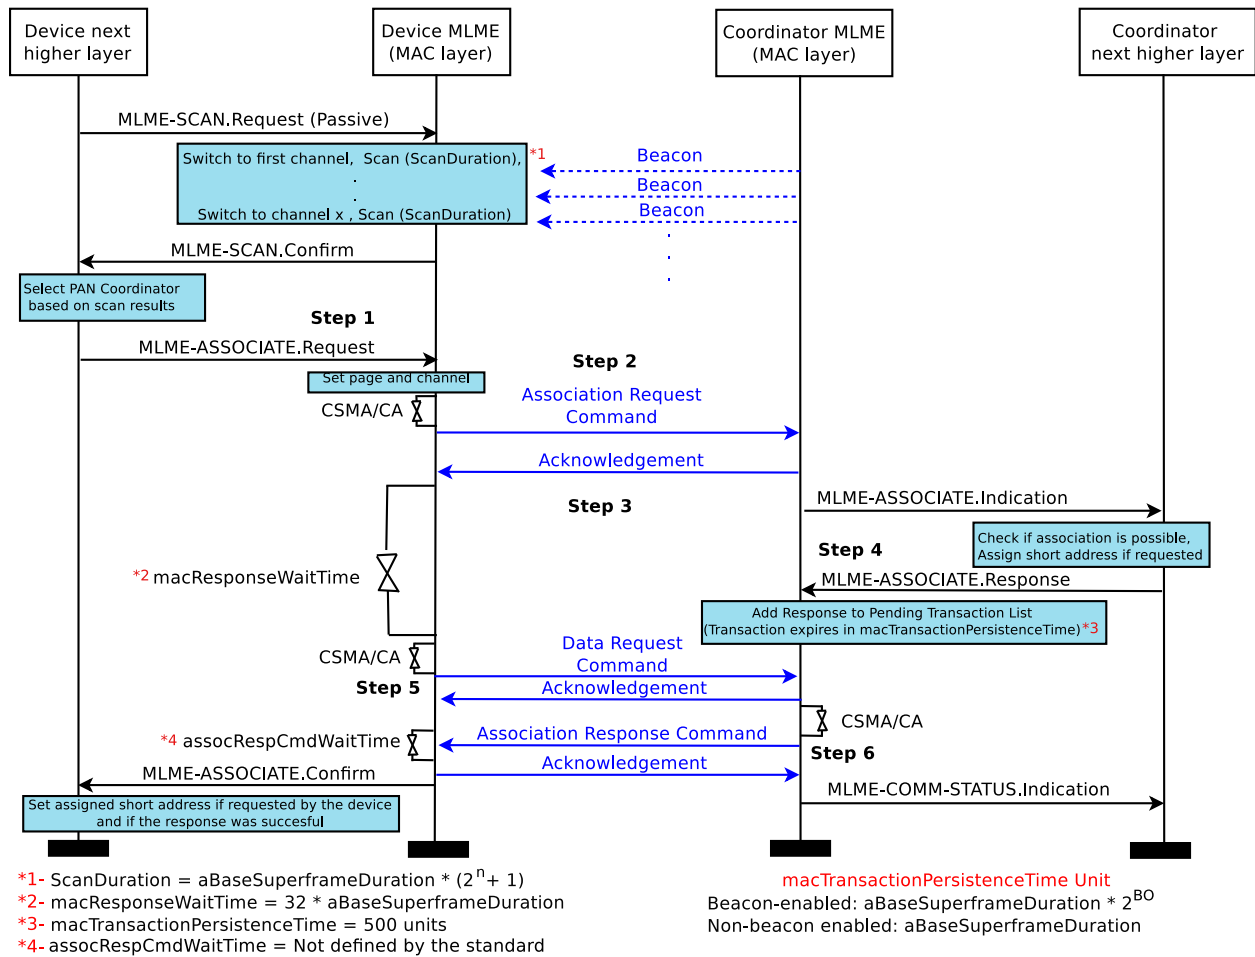 Device next
higher layer
Device MLME
(MAC layer)
Coordinator MLME
(MAC layer)
Coordinator
next higher layer
MLME-SCAN.Request (Passive)
Switch to first channel,  Scan (ScanDuration),
*1
.
.
Switch to channel x , Scan (ScanDuration)
Beacon
Beacon
Beacon
.
.
.
MLME-SCAN.Confirm
Select PAN Coordinator
based on scan results
Step 1
MLME-ASSOCIATE.Request
Step 2
Set page and channel
CSMA/CA
Association Request
Command
Acknowledgement
Step 3
MLME-ASSOCIATE.Indication
Check if association is possible,
Assign short address if requested
Step 4
*2 macResponseWaitTime
MLME-ASSOCIATE.Response
Add Response to Pending Transaction List
(Transaction expires in macTransactionPersistenceTime)*3
CSMA/CA
Data Request
Command
Step 5
Acknowledgement
CSMA/CA
*4 assocRespCmdWaitTime
Association Response Command
Step 6
MLME-ASSOCIATE.Confirm
Acknowledgement
MLME-COMM-STATUS.Indication
Set assigned short address if requested by the device
and if the response was succesful
*1- ScanDuration = aBaseSuperframeDuration * (2^n + 1)
*2- macResponseWaitTime = 32 * aBaseSuperframeDuration
*3- macTransactionPersistenceTime = 500 units
*4- assocRespCmdWaitTime = Not defined by the standard
macTransactionPersistenceTime Unit
Beacon-enabled: aBaseSuperframeDuration * 2^BO
Non-beacon enabled: aBaseSuperframeDuration